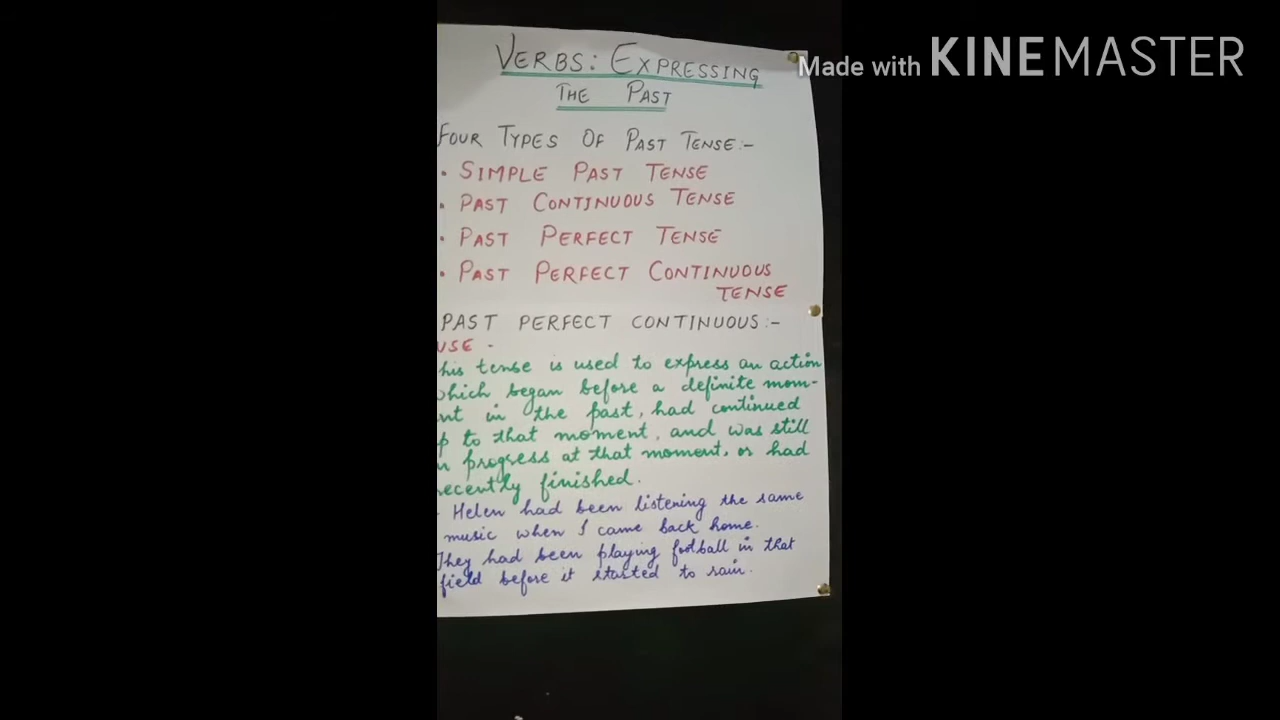 VERBS: EXPRESSING
THE PAST
Made with KINEMASTER
FOUR TYPES OF PAST TENSE:-
• SIMPLE PAST TENSE
• PAST CONTINUOUS TENSE
• PAST PERFECT TENSE
• PAST PERFECT CONTINUOUS
TENSE
PAST PERFECT CONTINUOUS:-
USE -
his tense is used to express an action
which began before a definite mom-
nt in the past, had continued
p to that moment, and was still
n progress at that moment, or had
recently finished.
- Helen had been listening the same
music when I came back home.
They had been playing football in that
field before it started to rain.